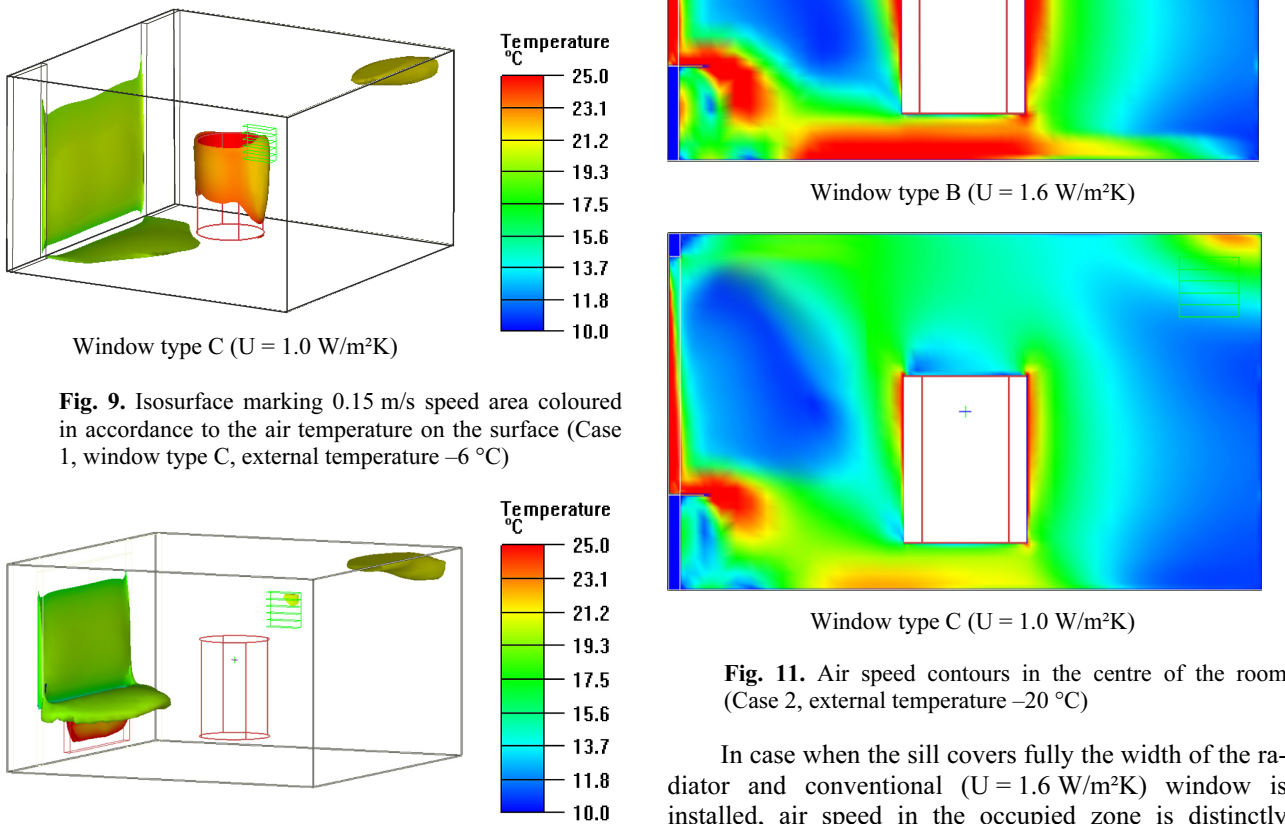 Temperature
°C
25.0
23.1
21.2
19.3
17.5
15.6
13.7
11.8
10.0
Window type C (U = 1.0 W/m²K)
Fig. 9. Isosurface marking 0.15 m/s speed area coloured
in accordance to the air temperature on the surface (Case
1, window type C, external temperature –6 °C)
Temperature
°C
25.0
23.1
21.2
19.3
17.5
15.6
13.7
11.8
10.0
Window type B (U = 1.6 W/m²K)
Window type C (U = 1.0 W/m²K)
Fig. 11. Air speed contours in the centre of the room
(Case 2, external temperature –20 °C)
In case when the sill covers fully the width of the ra-
diator and conventional (U = 1.6 W/m²K) window is
installed, air speed in the occupied zone is distinctly